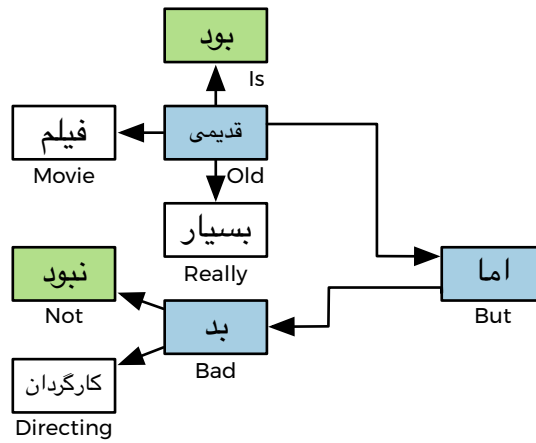 بود
Is
فیلم
Movie
قدیمی
Old
بسیار
Really
نبود
Not
بد
Bad
اما
But
کارگردان
Directing